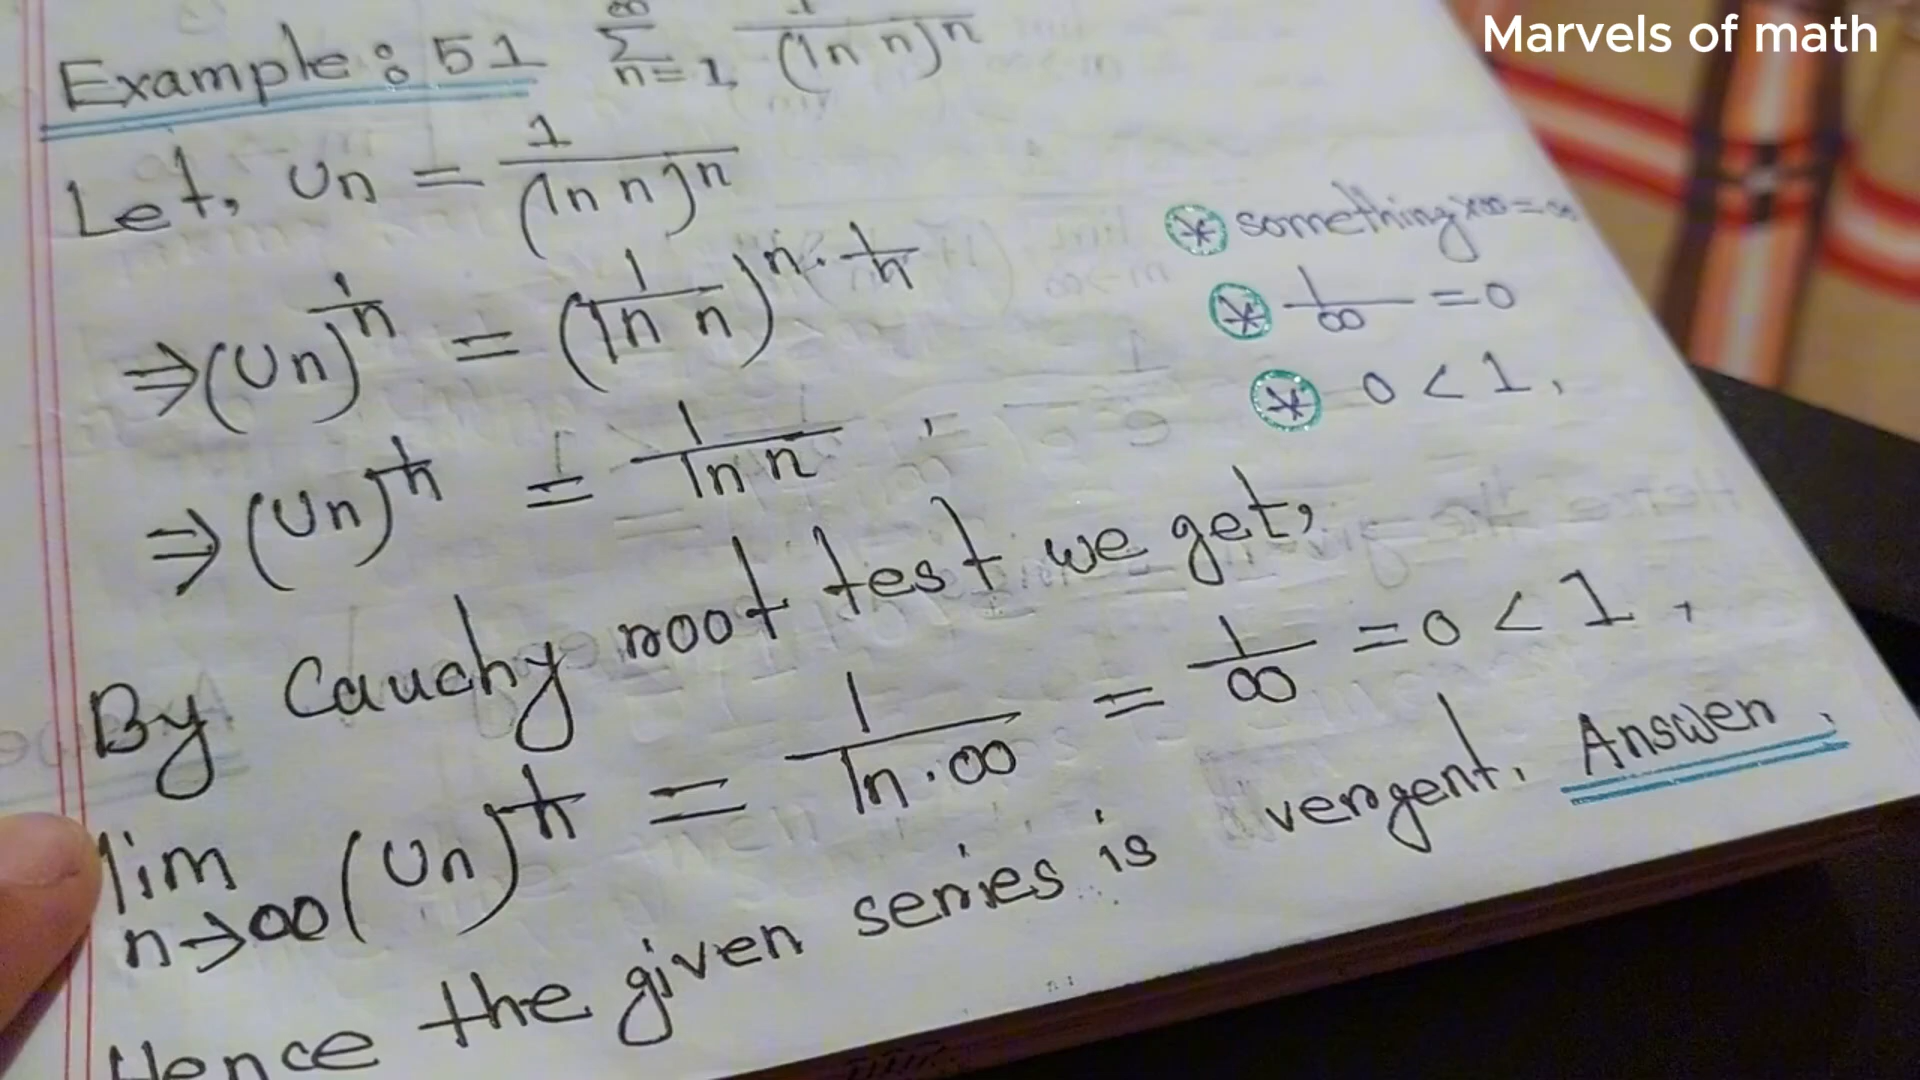 Marvels of math
Example: 51 ∑ n=1 ∞ 1/(ln n)^n
Let, Un = 1/(ln n)^n
⇒(Un)^1/n = (1/ln n)^n·1/n
⇒(Un)^1/n = 1/ln n,
* something×∞=∞
* 1/∞ = 0
* 0 < 1,
By Cauchy root test we get,
lim n→∞ (Un)^1/n = 1/ln·∞ = 1/∞ = 0 < 1,
Hence the given series is vergent. Answer.